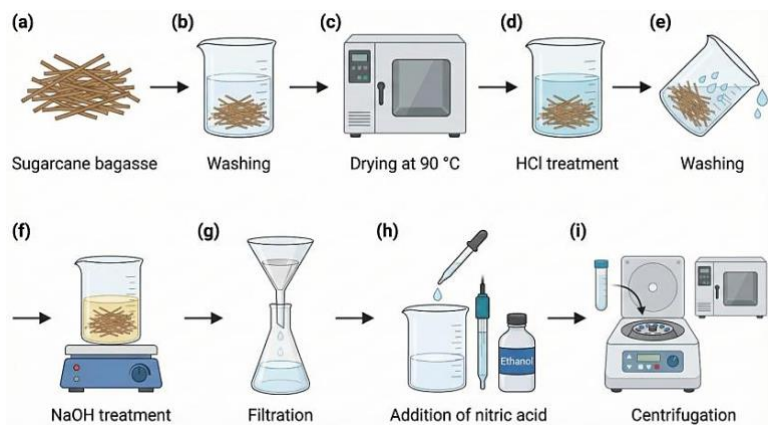 (a)
(b)
(c)
(d)
(e)
Sugarcane bagasse
Washing
Drying at 90 °C
HCl treatment
Washing
(f)
(g)
(h)
(i)
Ethanol
NaOH treatment
Filtration
Addition of nitric acid
Centrifugation